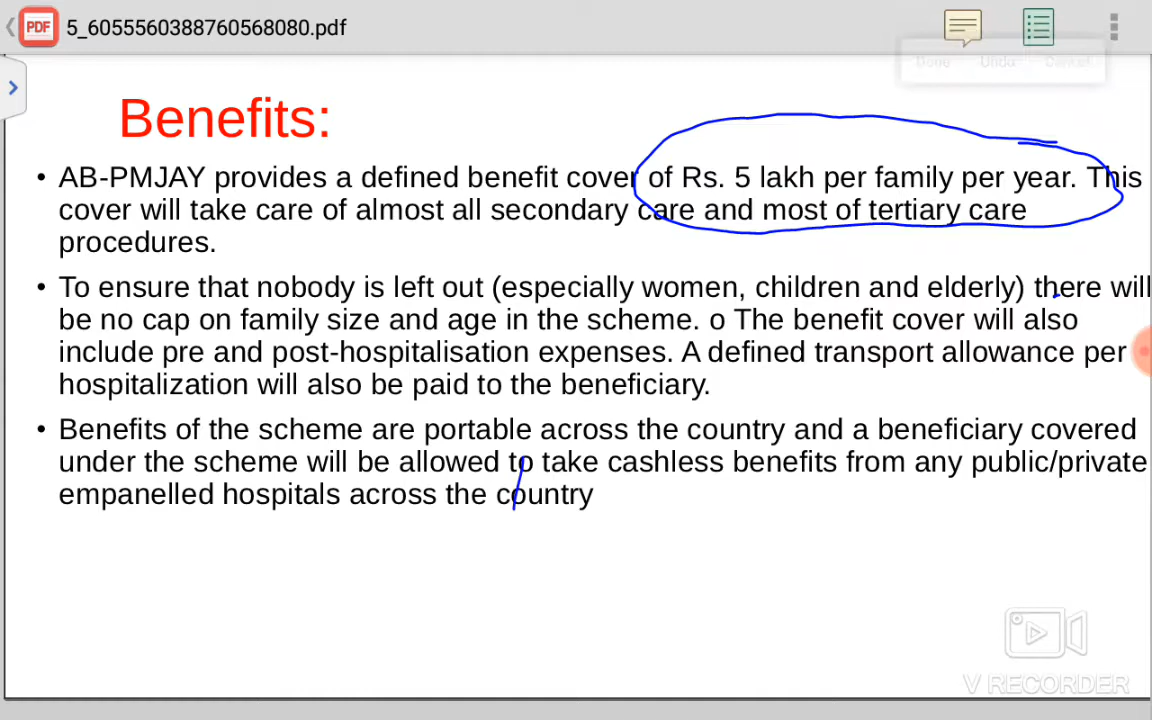 5_6055560388760568080.pdf
Done Undo Cancel
Benefits:
• AB-PMJAY provides a defined benefit cover of Rs. 5 lakh per family per year. This
cover will take care of almost all secondary care and most of tertiary care
procedures.
• To ensure that nobody is left out (especially women, children and elderly) there will
be no cap on family size and age in the scheme. o The benefit cover will also
include pre and post-hospitalisation expenses. A defined transport allowance per
hospitalization will also be paid to the beneficiary.
• Benefits of the scheme are portable across the country and a beneficiary covered
under the scheme will be allowed to take cashless benefits from any public/private
empanelled hospitals across the country
PDF
V RECORDER